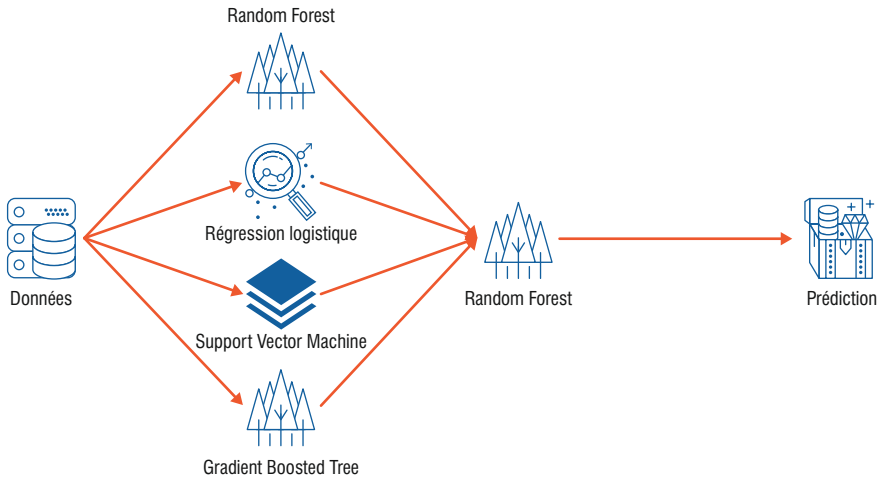 Random Forest
Régression logistique
Données
Support Vector Machine
Random Forest
Prédiction
Gradient Boosted Tree